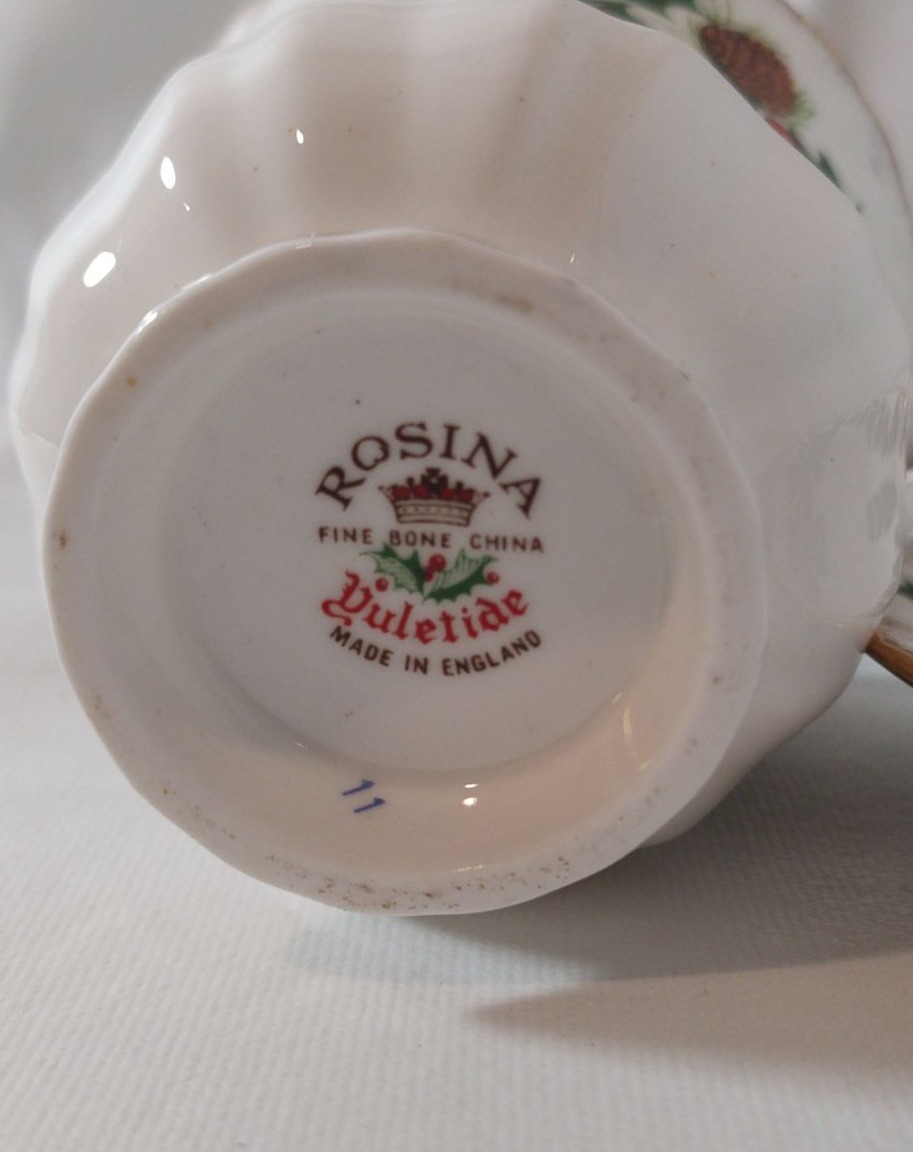 ROSINA
FINE BONE CHINA
Yuletide
MADE IN ENGLAND
11